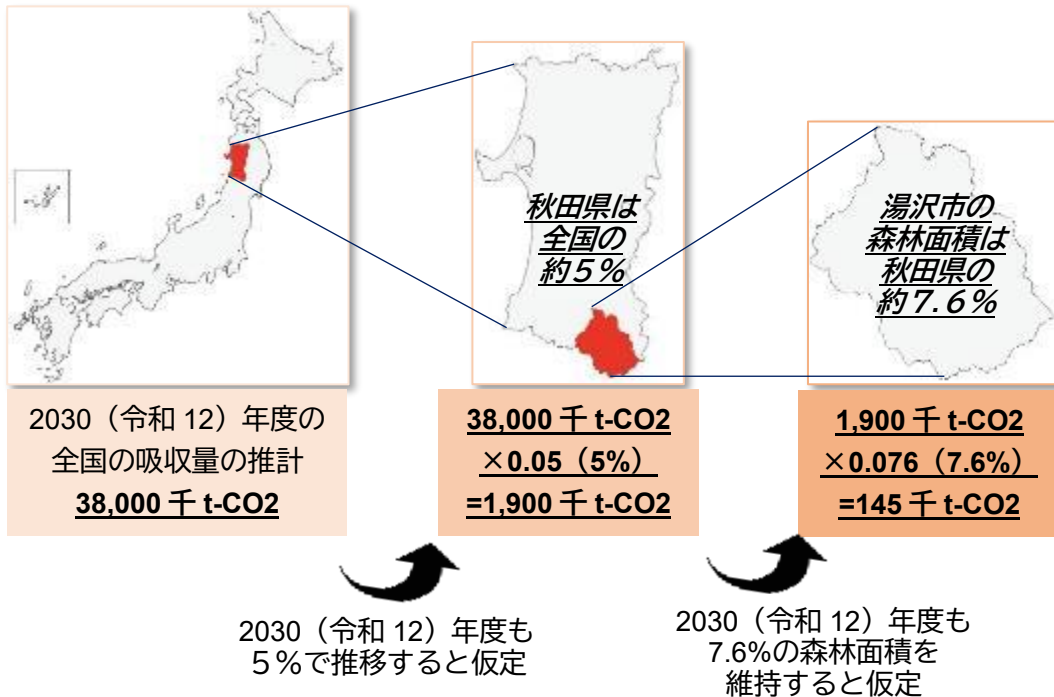 秋田県は
全国の
約５%
湯沢市の
森林面積は
秋田県の
約7.6%
2030（令和 12）年度の
全国の吸収量の推計
38,000 千 t-CO2
38,000 千 t-CO2
×0.05（5%）
=1,900 千 t-CO2
1,900 千 t-CO2
×0.076（7.6%）
=145 千 t-CO2
2030（令和 12）年度も
５%で推移すると仮定
2030（令和 12）年度も
7.6%の森林面積を
維持すると仮定